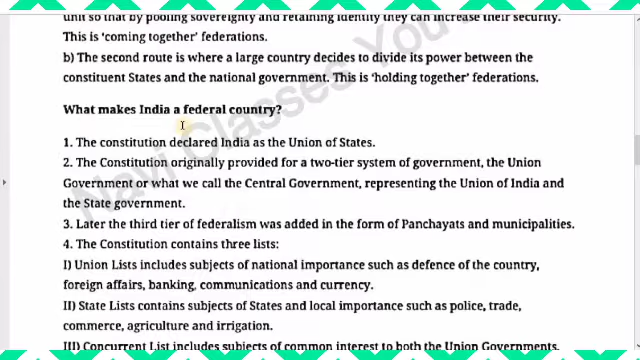 unit so that by pooling sovereignty and retaining identity they can increase their security.
This is ‘coming together’ federations.
b) The second route is where a large country decides to divide its power between the
constituent States and the national government. This is ‘holding together’ federations.
What makes India a federal country?
1. The constitution declared India as the Union of States.
2. The Constitution originally provided for a two-tier system of government, the Union
Government or what we call the Central Government, representing the Union of India and
the State government.
3. Later the third tier of federalism was added in the form of Panchayats and municipalities.
4. The Constitution contains three lists:
I) Union Lists includes subjects of national importance such as defence of the country,
foreign affairs, banking, communications and currency.
II) State Lists contains subjects of States and local importance such as police, trade,
commerce, agriculture and irrigation.
III) Concurrent List includes subjects of common interest to both the Union Governments.
Navi Classes You